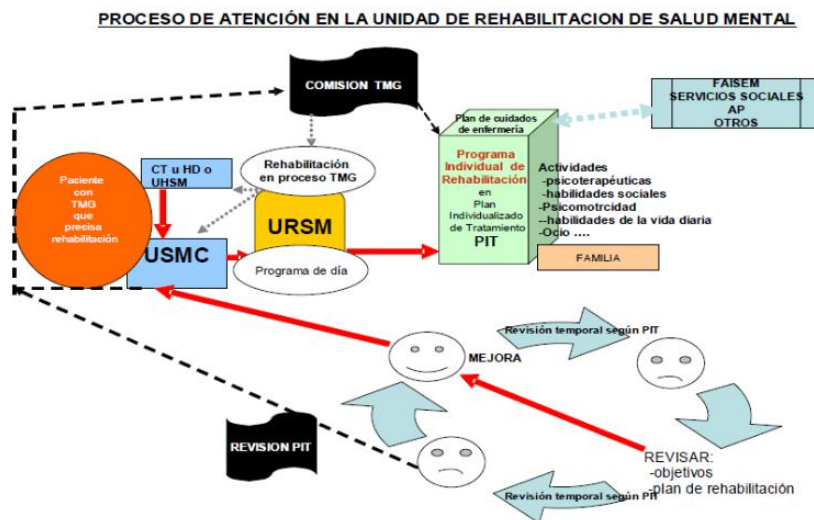 PROCESO DE ATENCIÓN EN LA UNIDAD DE REHABILITACION DE SALUD MENTAL
COMISION TMG
FAISEM
SERVICIOS SOCIALES
AP
OTROS
Plan de cuidados
de enfermería
Paciente
con
TMG
que
precisa
rehabilitación
CT u HD o
UHSM
USMC
Rehabilitación
en proceso TMG
URSM
Programa de día
Programa
Individual de
Rehabilitación
en
Plan
Individualizado
de Tratamiento
PIT
Actividades
-psicoterapéuticas
-habilidades sociales
-Psicomotrcidad
--habilidades de la vida diaria
-Ocio ....
FAMILIA
Revisión temporal según PIT
MEJORA
REVISION PIT
REVISAR:
-objetivos
-plan de rehabilitación
Revisión temporal según PIT